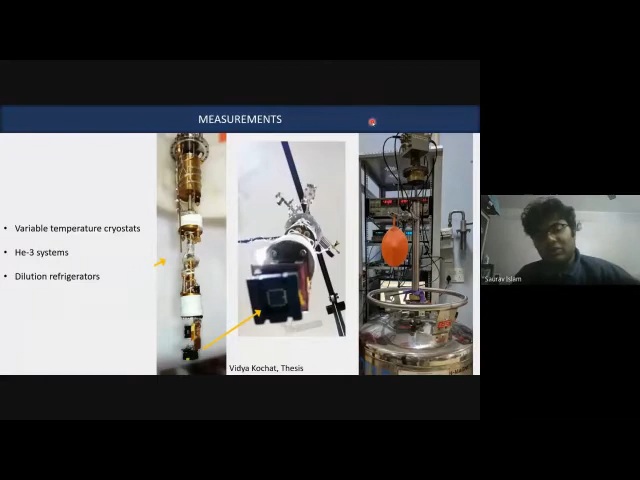 MEASUREMENTS
• Variable temperature cryostats
• He-3 systems
• Dilution refrigerators
Vidya Kochat, Thesis
Saurav Islam